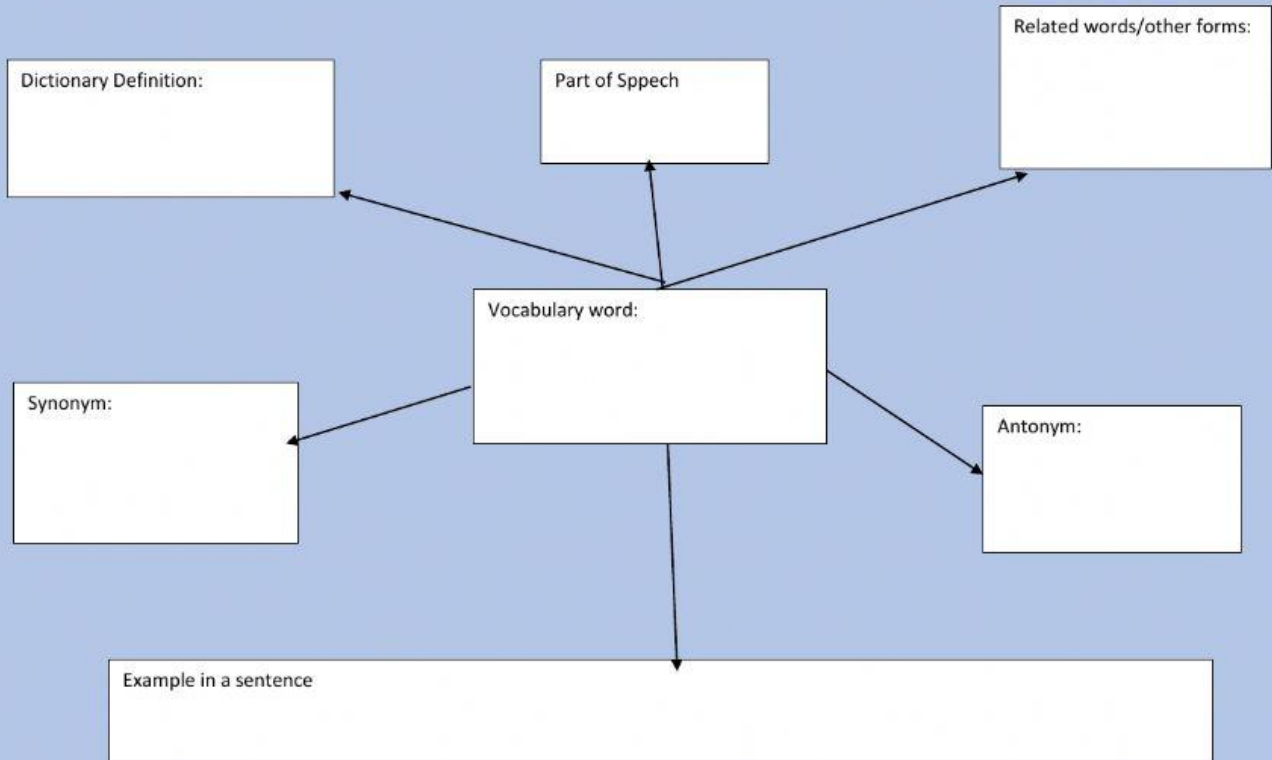 Related words/other forms:
Dictionary Definition:
Part of Sppech
Vocabulary word:
Synonym:
Antonym:
Example in a sentence